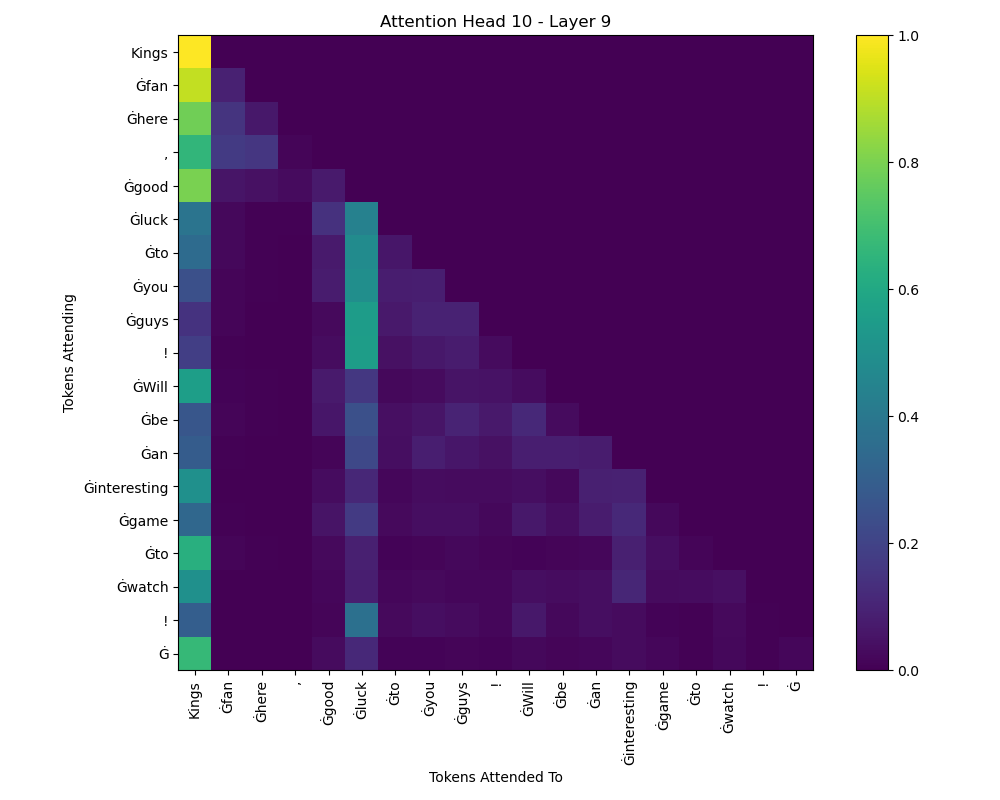 Attention Head 10 - Layer 9
Kings
Ġfan
Ġhere
,
Ġgood
Ġluck
Ġto
Ġyou
Ġguys
!
ĠWill
Ġbe
Ġan
Ġinteresting
Ġgame
Ġto
Ġwatch
!
Ġ
Tokens Attending
Kings
Ġfan
Ġhere
,
Ġgood
Ġluck
Ġto
Ġyou
Ġguys
!
ĠWill
Ġbe
Ġan
Ġinteresting
Ġgame
Ġto
Ġwatch
!
Ġ
Tokens Attended To
1.0
0.8
0.6
0.4
0.2
0.0